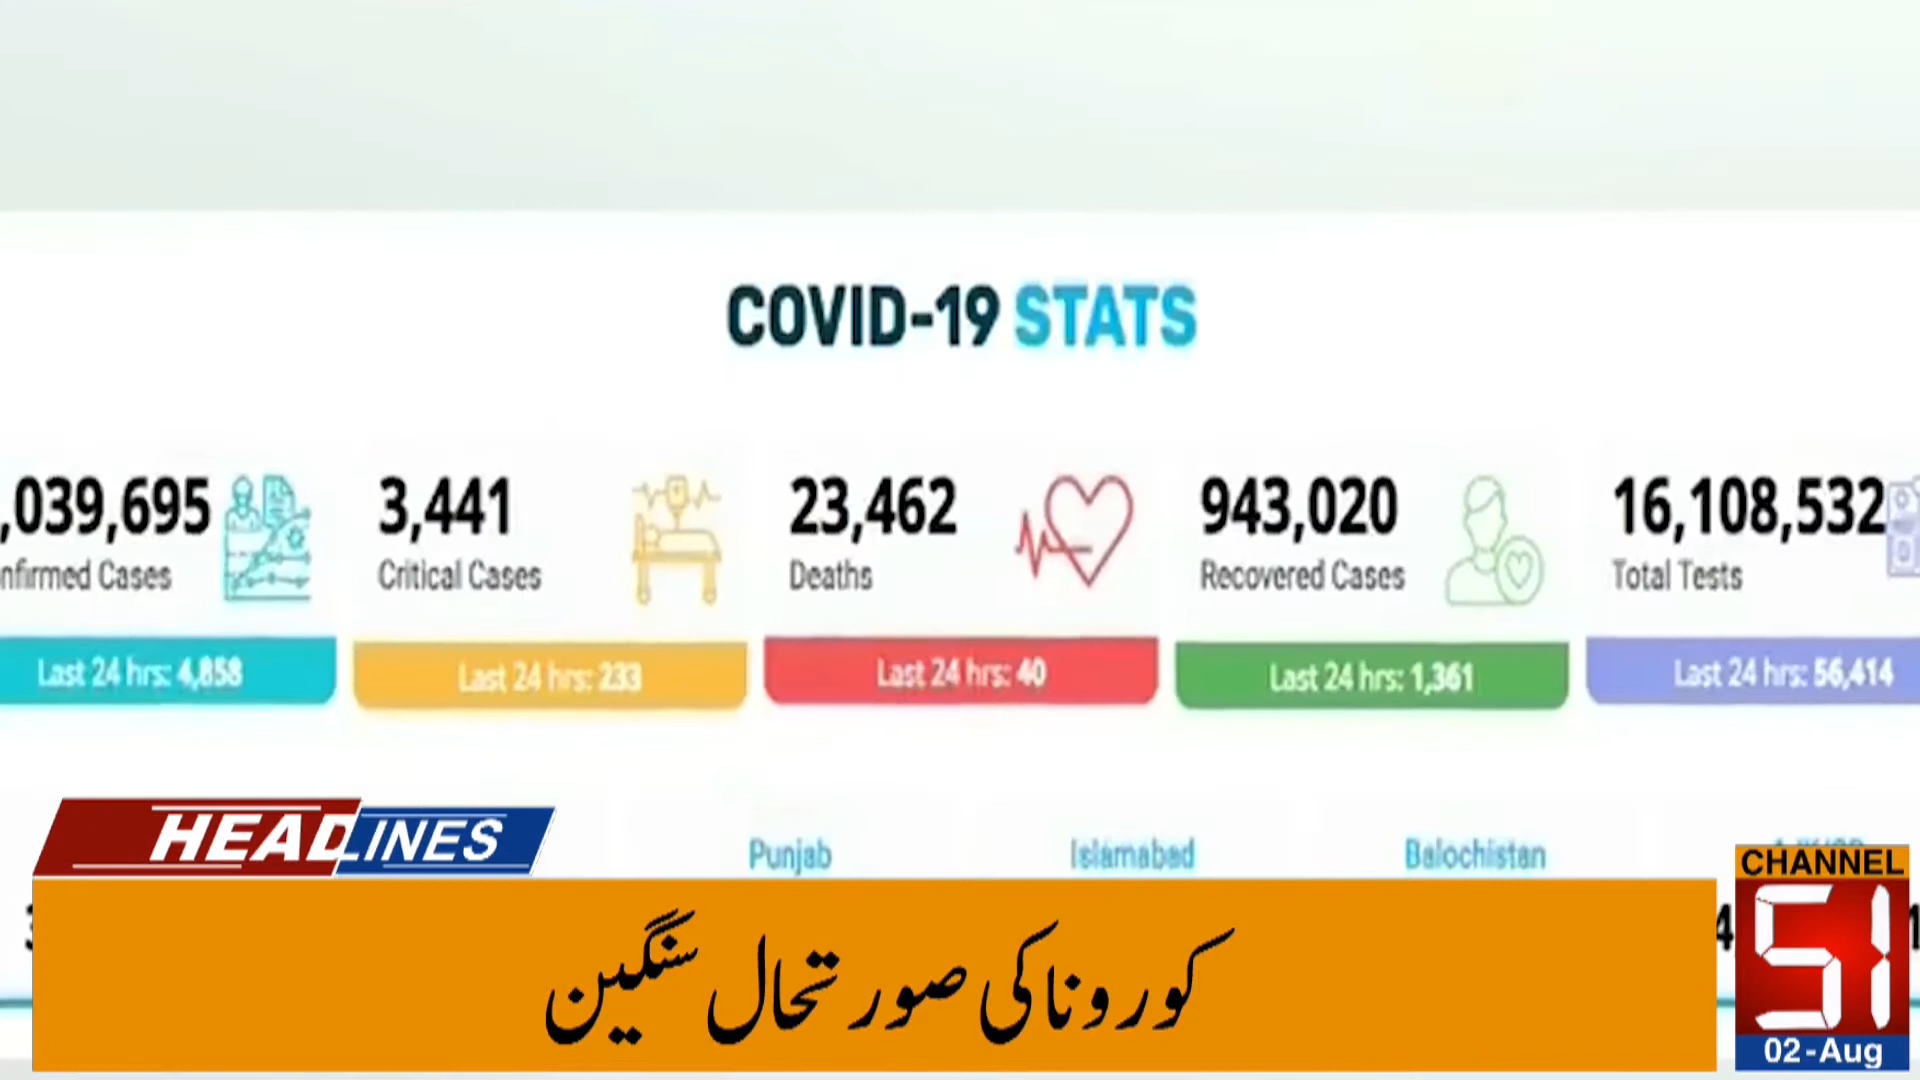 COVID-19 STATS
,039,695 3,441 23,462 943,020 16,108,532
nfirmed Cases Critical Cases Deaths Recovered Cases Total Tests
Last 24 hrs: 4,858 Last 24 hrs: 233 Last 24 hrs: 40 Last 24 hrs: 1,361 Last 24 hrs: 56,414
HEADLINES
Punjab Islamabad Balochistan
کورونا کی صورتحال سنگین
CHANNEL
51
02-Aug